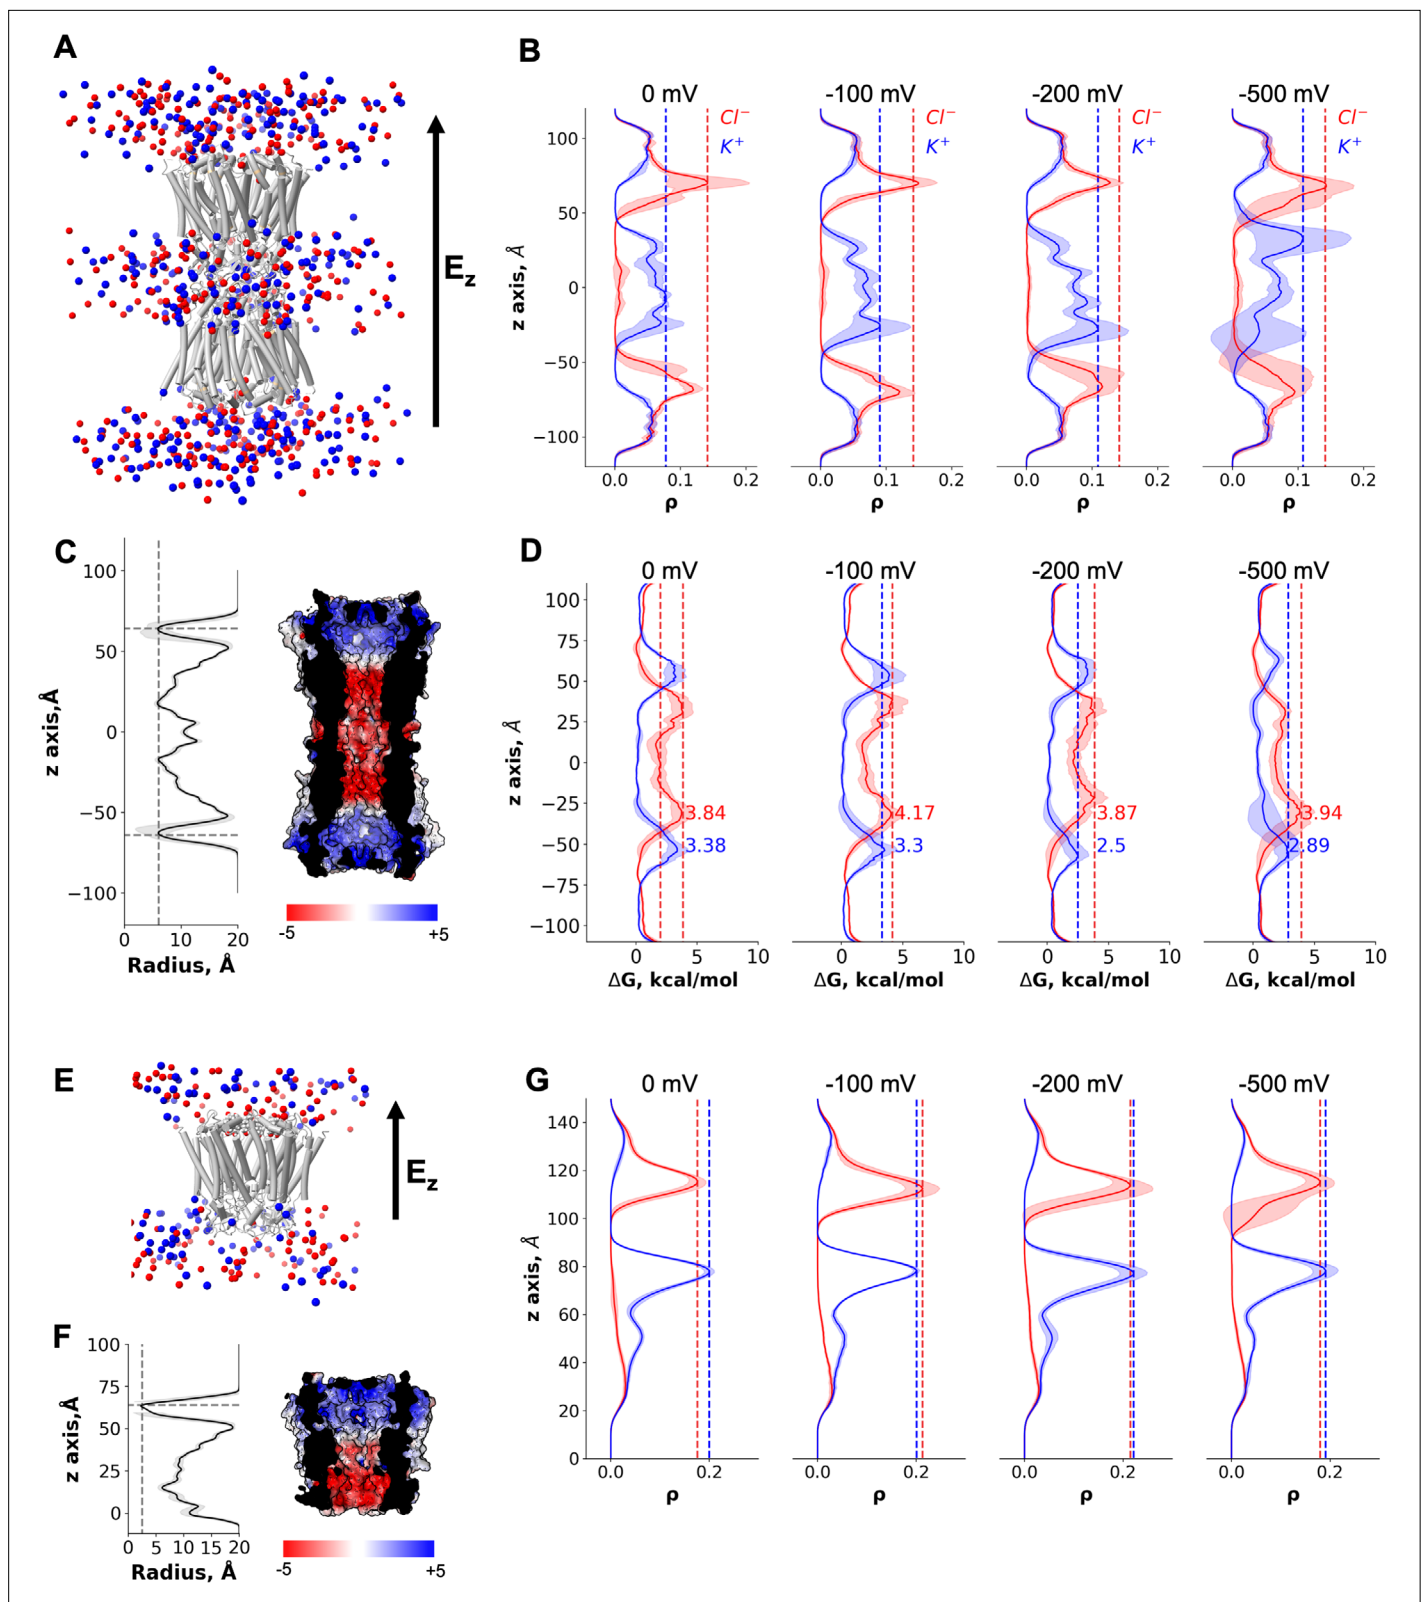 A
E_z
B
0 mV
-100 mV
-200 mV
-500 mV
Cl⁻
K⁺
Cl⁻
K⁺
Cl⁻
K⁺
Cl⁻
K⁺
z axis, Å
100
50
0
−50
−100
0.0 0.1 0.2
0.0 0.1 0.2
0.0 0.1 0.2
0.0 0.1 0.2
ρ
ρ
ρ
ρ
C
z axis,Å
100
50
0
−50
−100
0 10 20
Radius, Å
-5 +5
D
0 mV
-100 mV
-200 mV
-500 mV
z axis, Å
100
75
50
25
0
−25
−50
−75
−100
3.84
3.38
4.17
3.3
3.87
2.5
3.94
2.89
0 5 10
0 5 10
0 5 10
0 5 10
ΔG, kcal/mol
ΔG, kcal/mol
ΔG, kcal/mol
ΔG, kcal/mol
E
E_z
F
z axis,Å
100
75
50
25
0
0 5 10 15 20
Radius, Å
-5 +5
G
0 mV
-100 mV
-200 mV
-500 mV
z axis, Å
140
120
100
80
60
40
20
0
0.0 0.2
0.0 0.2
0.0 0.2
0.0 0.2
ρ
ρ
ρ
ρ